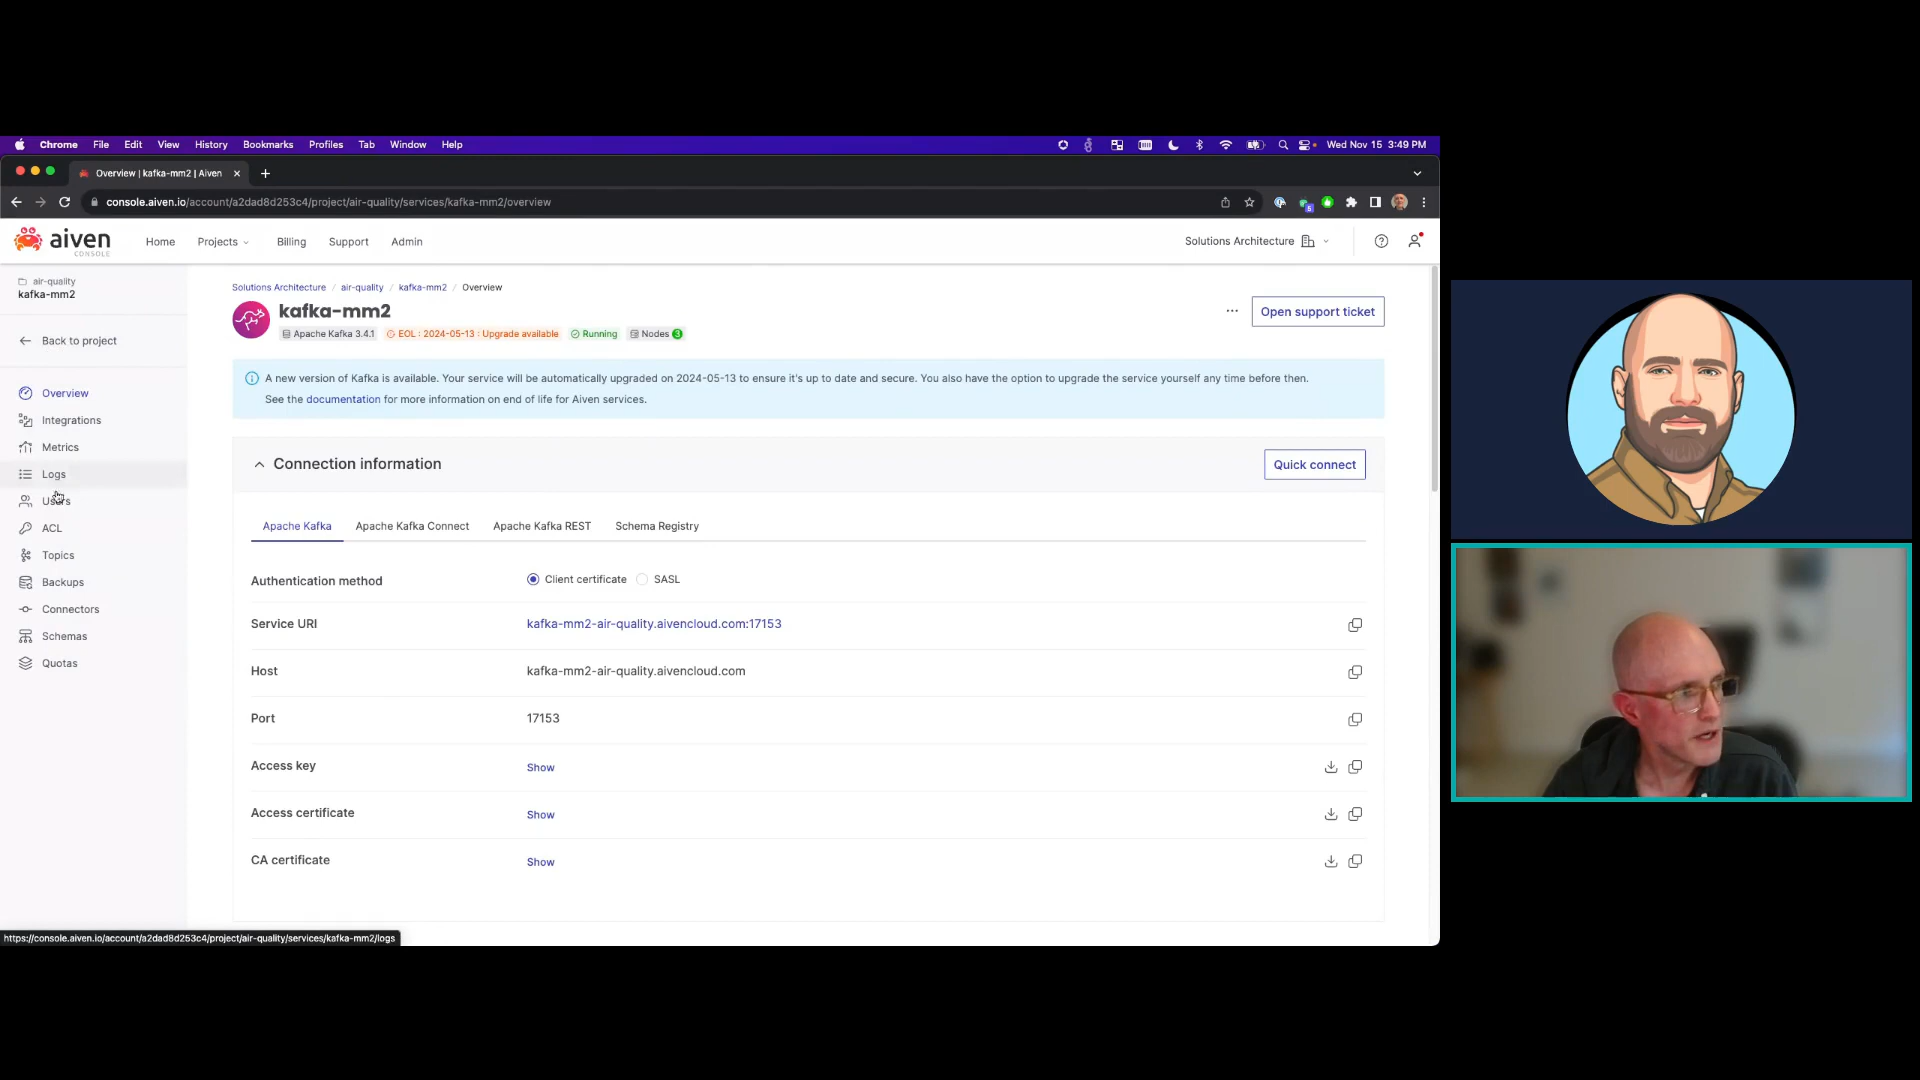 Chrome File Edit View History Bookmarks Profiles Tab Window Help Wed Nov 15 3:49 PM
Overview | kafka-mm2 | Aiven
console.aiven.io/account/a2dad8d253c4/project/air-quality/services/kafka-mm2/overview
5
aiven
CONSOLE
Home Projects Billing Support Admin Solutions Architecture
air-quality
kafka-mm2
Back to project
Overview
Integrations
Metrics
Logs
Users
ACL
Topics
Backups
Connectors
Schemas
Quotas
Solutions Architecture / air-quality / kafka-mm2 / Overview
kafka-mm2
Apache Kafka 3.4.1 EOL : 2024-05-13 : Upgrade available Running Nodes 3
Open support ticket
A new version of Kafka is available. Your service will be automatically upgraded on 2024-05-13 to ensure it's up to date and secure. You also have the option to upgrade the service yourself any time before then.
See the documentation for more information on end of life for Aiven services.
Connection information
Quick connect
Apache Kafka Apache Kafka Connect Apache Kafka REST Schema Registry
Authentication method Client certificate SASL
Service URI kafka-mm2-air-quality.aivencloud.com:17153
Host kafka-mm2-air-quality.aivencloud.com
Port 17153
Access key Show
Access certificate Show
CA certificate Show
https://console.aiven.io/account/a2dad8d253c4/project/air-quality/services/kafka-mm2/logs